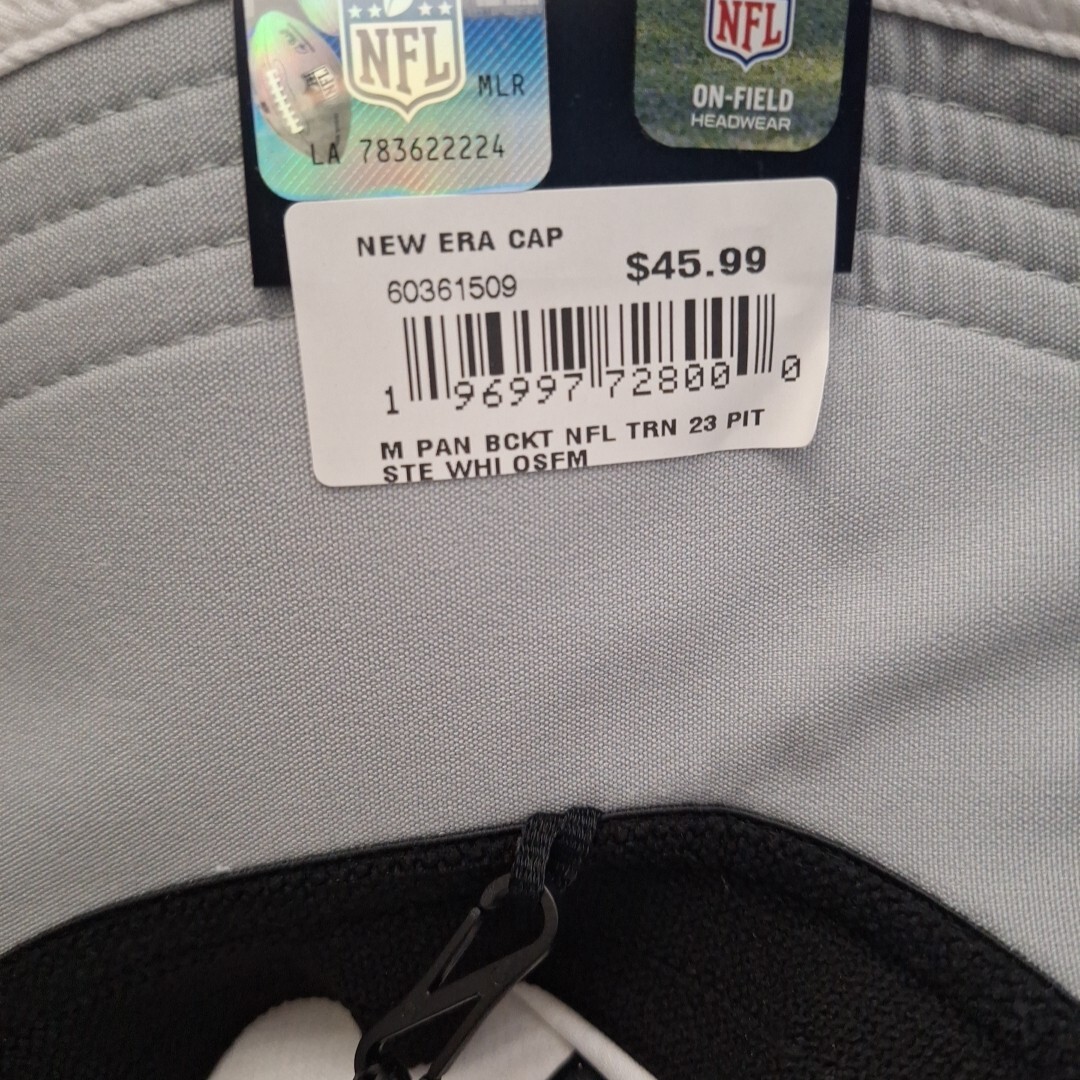 NFL
MLR
LA 783622224
NFL
ON-FIELD
HEADWEAR
NEW ERA CAP
$45.99
60361509
1 96997 72800 0
M PAN BCKT NFL TRN 23 PIT
STE WHI OSFM